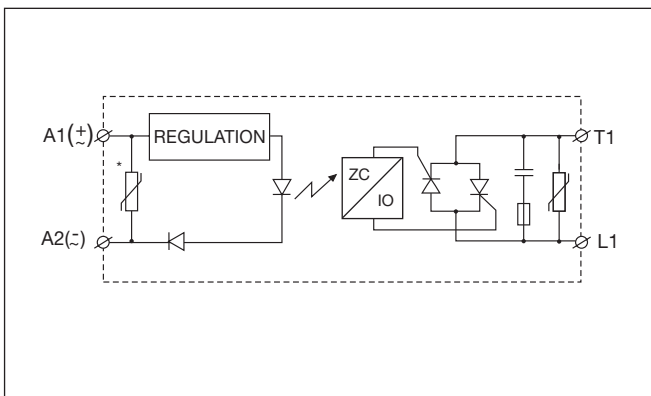 A1(+~)
REGULATION
T1
*
ZC
IO
A2(-~)
L1